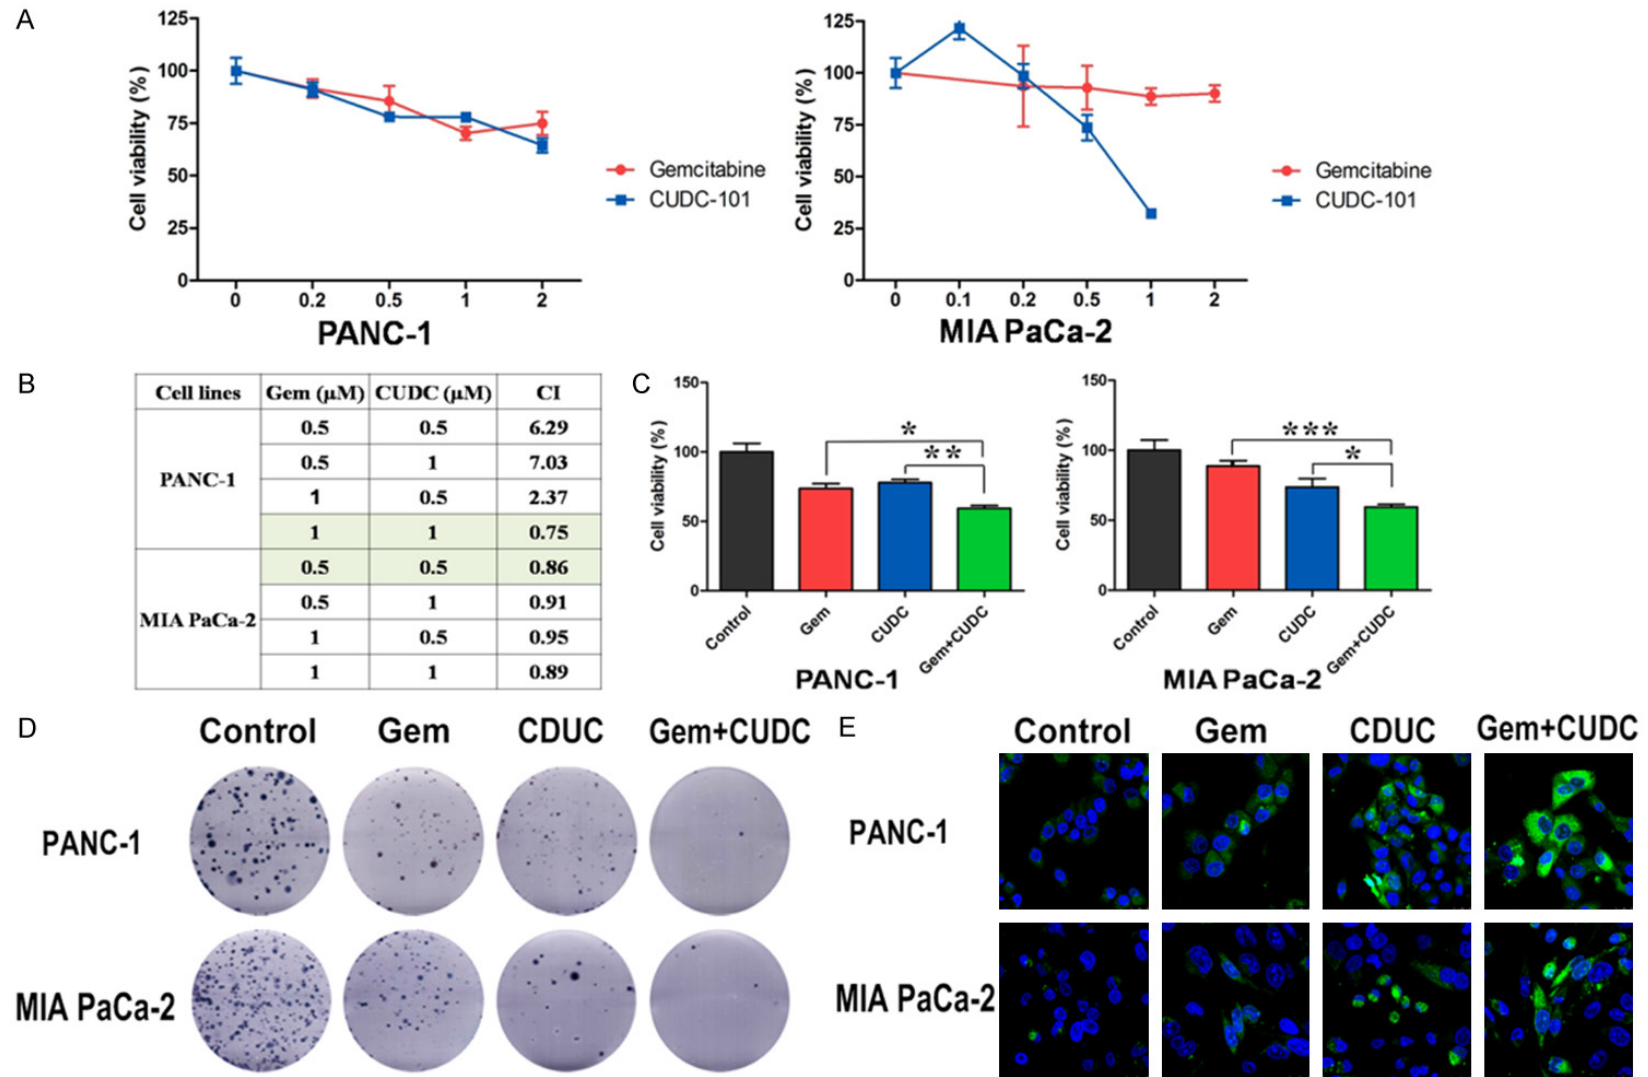 A
125
100
75
50
25
0
Cell viability (%)
0 0.2 0.5 1 2
PANC-1
Gemcitabine
CUDC-101
125
100
75
50
25
0
Cell viability (%)
0 0.1 0.2 0.5 1 2
MIA PaCa-2
Gemcitabine
CUDC-101
B
Cell lines Gem (μM) CUDC (μM) CI
PANC-1
0.5 0.5 6.29
0.5 1 7.03
1 0.5 2.37
1 1 0.75
MIA PaCa-2
0.5 0.5 0.86
0.5 1 0.91
1 0.5 0.95
1 1 0.89
C
150
100
50
0
Cell viability (%)
*
**
Control Gem CUDC Gem+CUDC
PANC-1
150
100
50
0
Cell viability (%)
***
*
Control Gem CUDC Gem+CUDC
MIA PaCa-2
D
Control Gem CDUC Gem+CUDC
PANC-1
MIA PaCa-2
E
Control Gem CDUC Gem+CUDC
PANC-1
MIA PaCa-2